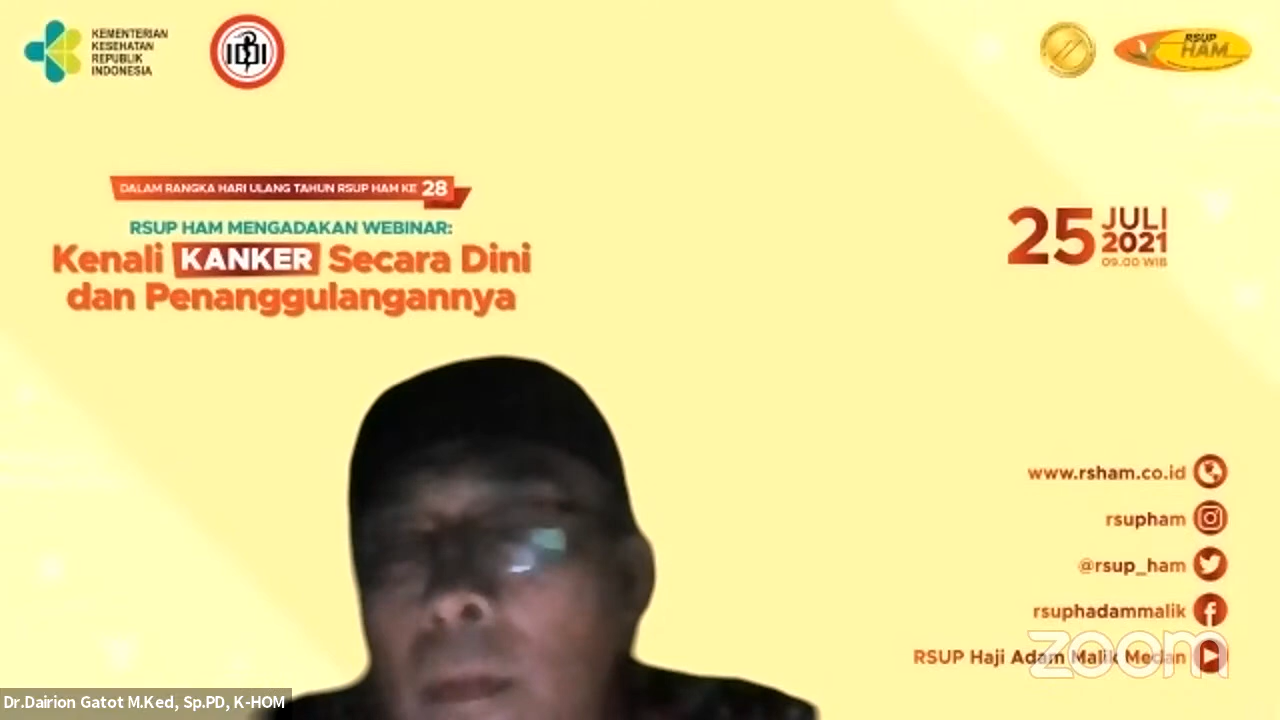 KEMENTERIAN
KESEHATAN
REPUBLIK
INDONESIA
IDI
RSUP
HAM
DALAM RANGKA HARI ULANG TAHUN RSUP HAM KE 28
RSUP HAM MENGADAKAN WEBINAR:
Kenali KANKER Secara Dini
dan Penanggulangannya
25 JULI
2021
09.00 WIB
www.rsham.co.id
rsupham
@rsup_ham
rsuphadammalik
RSUP Haji Adam Malik Medan
zoom
Dr.Dairion Gatot M.Ked, Sp.PD, K-HOM